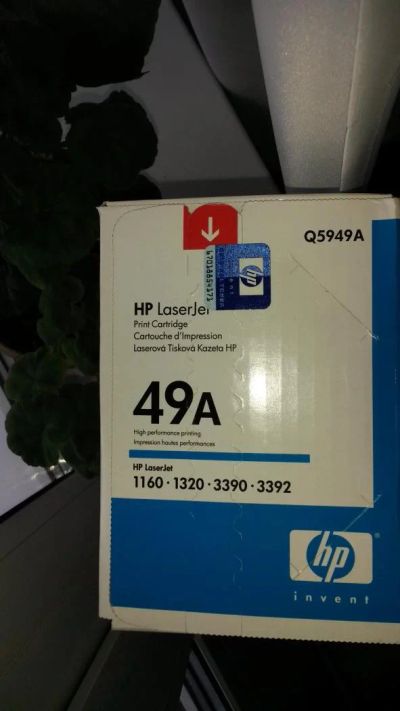 Q5949A
HP LaserJet
Print Cartridge
Cartouche d'Impression
Laserová Tisková Kazeta HP
49A
High performance printing
Impression hautes performances
HP LaserJet
1160 · 1320 · 3390 · 3392
hp
hp
invent